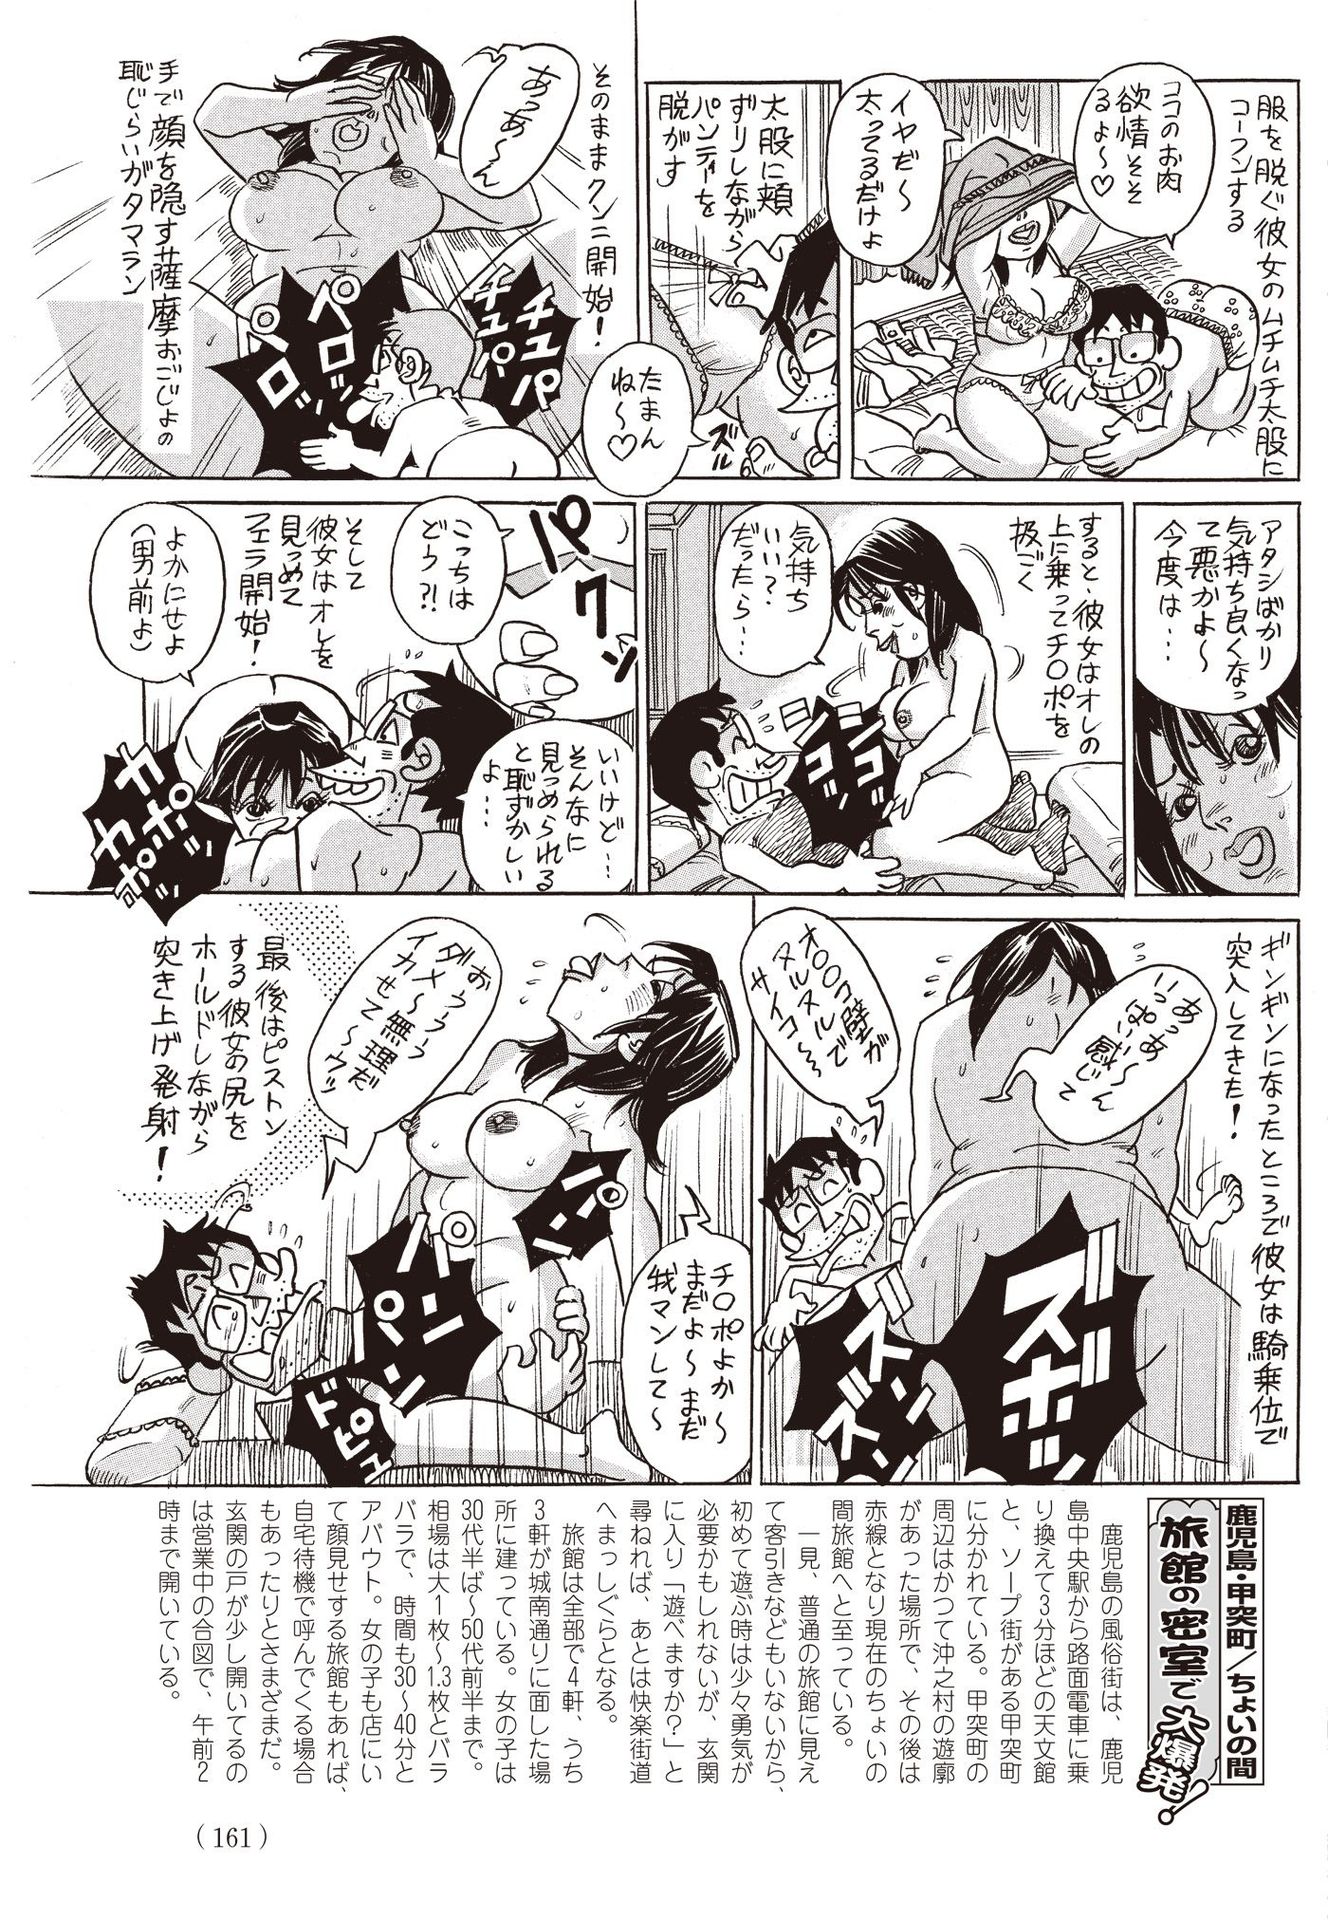 服を脱ぐ彼女のムチムチ太股に
コーフンする
ココのお肉
欲情そそ
るよ〜♡
イヤだ〜
太ってるだけよ
太股に頬
ずりしながら
パンティーを
脱がす
ズル
そのままクンニ開始！
たまん
ね〜♡
あっあ〜ん
チュパ
チュパ
ペロッ
ペロ
手で顔を隠す薩摩おごじょの
恥じらいがタマラン
アタシばかり
気持ち良くなっ
て悪かよ〜
今度は…
すると、彼女はオレの
上に乗ってチ〇ポを
扱ごく
気持ち
いい？
だったら…
シコ
シコ
パクッ
こっちは
どう？！
いいけど…
そんなに
見つめられる
と恥ずかしい
よ…
そして
彼女はオレを
見つめて
フェラ開始！
よかにせよ
（男前よ）
カポッ
カポッ
ギンギンになったところで彼女は騎乗位で
突入してきた！
あっあ〜ん
いっぱい感じて
オ〇〇コ壁が
ヌルヌルで
サイコ〜
ズボッ
ズン
ズン
チ〇ポよか〜
まだよ〜まだ
我マンして〜
おううぅ
ダメ〜無理だ
イカせて〜ウッ
パン
パン
パン
ドピュ
最後はピストン
する彼女の尻を
ホールドしながら
突き上げ発射！
鹿児島・甲突町／ちょいの間
旅館の密室で大爆発！
鹿児島の風俗街は、鹿児
島中央駅から路面電車に乗
り換えて3分ほどの天文館
と、ソープ街がある甲突町
に分かれている。甲突町の
周辺はかつて沖之村の遊廓
があった場所で、その後は
赤線となり現在のちょいの
間旅館へと至っている。
一見、普通の旅館に見え
て客引きなどもいないから、
初めて遊ぶ時は少々勇気が
必要かもしれないが、玄関
に入り「遊べますか？」と
尋ねれば、あとは快楽街道
へまっしぐらとなる。
旅館は全部で4軒、うち
3軒が城南通りに面した場
所に建っている。女の子は
30代半ば〜50代前半まで。
相場は大1枚〜1.3枚とバラ
バラで、時間も30〜40分と
アバウト。女の子も店にい
て顔見せする旅館もあれば、
自宅待機で呼んでくる場合
もあったりとさまざまだ。
玄関の戸が少し開いてるの
は営業中の合図で、午前2
時まで開いている。
（161）